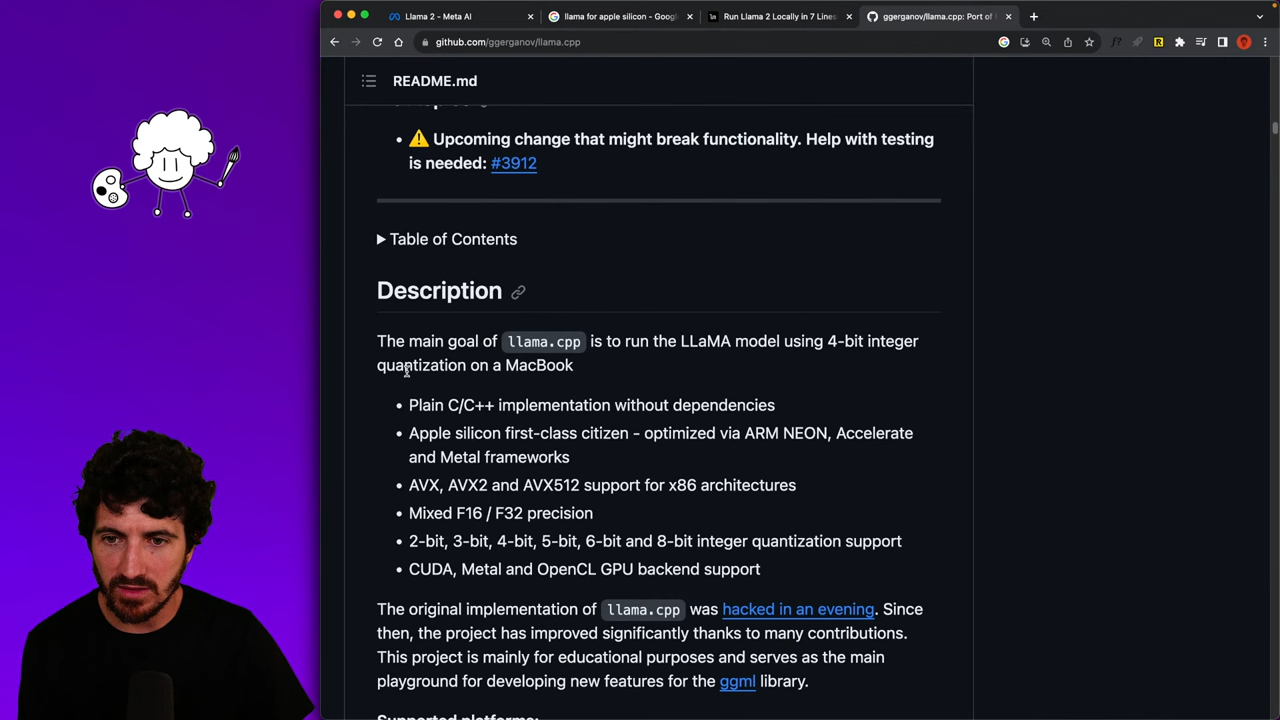 Llama 2 - Meta AI
llama for apple silicon - Googl
Run Llama 2 Locally in 7 Lines
ggerganov/llama.cpp: Port of
github.com/ggerganov/llama.cpp
README.md
⚠️ Upcoming change that might break functionality. Help with testing
is needed: #3912
Table of Contents
Description
The main goal of llama.cpp is to run the LLaMA model using 4-bit integer
quantization on a MacBook
• Plain C/C++ implementation without dependencies
• Apple silicon first-class citizen - optimized via ARM NEON, Accelerate
and Metal frameworks
• AVX, AVX2 and AVX512 support for x86 architectures
• Mixed F16 / F32 precision
• 2-bit, 3-bit, 4-bit, 5-bit, 6-bit and 8-bit integer quantization support
• CUDA, Metal and OpenCL GPU backend support
The original implementation of llama.cpp was hacked in an evening. Since
then, the project has improved significantly thanks to many contributions.
This project is mainly for educational purposes and serves as the main
playground for developing new features for the ggml library.
Supported platforms: